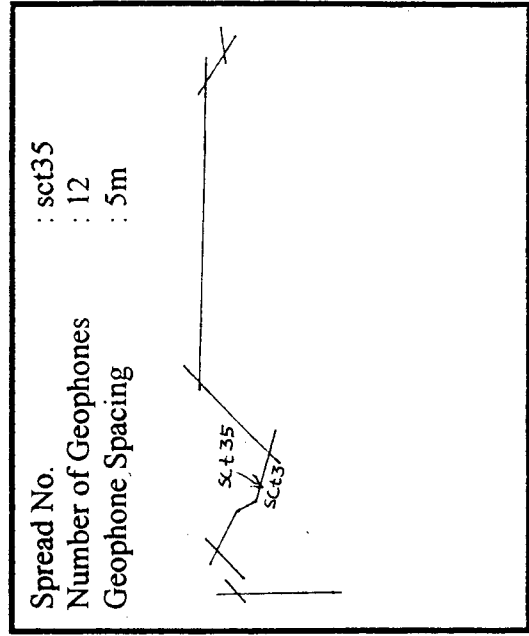 Spread No. : sct35
Number of Geophones : 12
Geophone Spacing : 5m
sct35
sct3